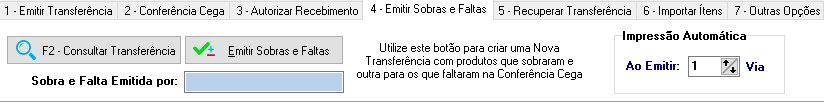 1 - Emitir Transferência 2 - Conferência Cega 3 - Autorizar Recebimento 4 - Emitir Sobras e Faltas 5 - Recuperar Transferência 6 - Importar Ítens 7 - Outras Opções
F2 - Consultar Transferência
Emitir Sobras e Faltas
Sobra e Falta Emitida por:
Utilize este botão para criar uma Nova
Transferência com produtos que sobraram e
outra para os que faltaram na Conferência Cega
Impressão Automática
Ao Emitir: 1 Via